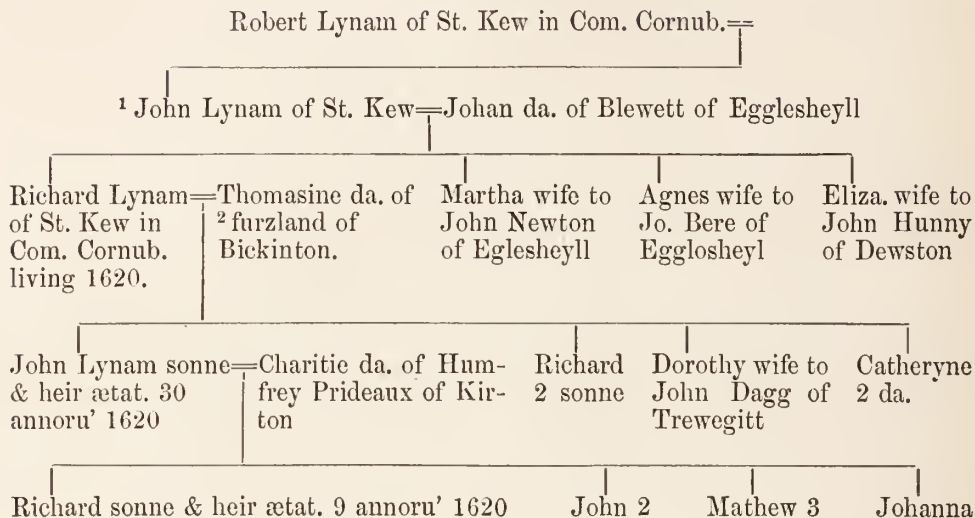 Robert Lynam of St. Kew in Com. Cornub.
¹ John Lynam of St. Kew=Johan da. of Blewett of Egglesheyll
Richard Lynam=
of St. Kew in
Com. Cornub.
living 1620.
Thomasine da. of
² furzland of
Bickinton.
Martha wife to
John Newton
of Eglesheyll
Agnes wife to
Jo. Bere of
Egglosheyl
Eliza. wife to
John Hunny
of Dewston
John Lynam sonne=
& heir ætat. 30
annoru' 1620
Charitie da. of Hum-
frey Prideaux of Kir-
ton
Richard
2 sonne
Dorothy wife to
John Dagg of
Trewegitt
Catheryne
2 da.
Richard sonne & heir ætat. 9 annoru' 1620
John 2
Mathew 3
Johanna